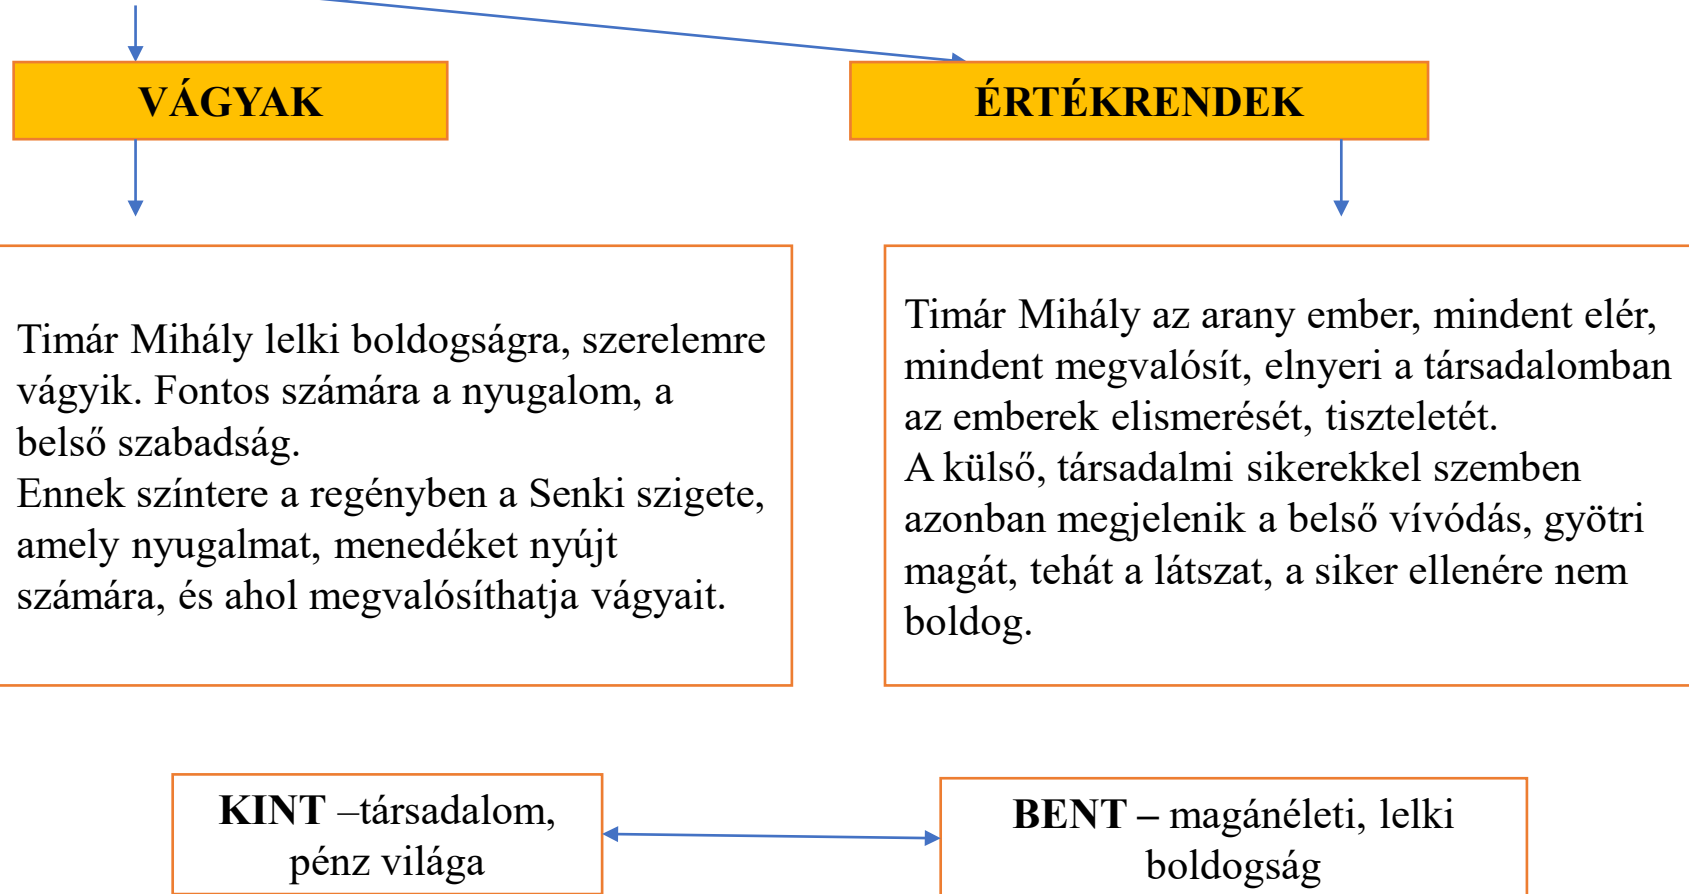 VÁGYAK
ÉRTÉKRENDEK
Timár Mihály lelki boldogságra, szerelemre
vágyik. Fontos számára a nyugalom, a
belső szabadság.
Ennek színtere a regényben a Senki szigete,
amely nyugalmat, menedéket nyújt
számára, és ahol megvalósíthatja vágyait.
Timár Mihály az arany ember, mindent elér,
mindent megvalósít, elnyeri a társadalomban
az emberek elismerését, tiszteletét.
A külső, társadalmi sikerekkel szemben
azonban megjelenik a belső vívódás, gyötri
magát, tehát a látszat, a siker ellenére nem
boldog.
KINT –társadalom,
pénz világa
BENT – magánéleti, lelki
boldogság